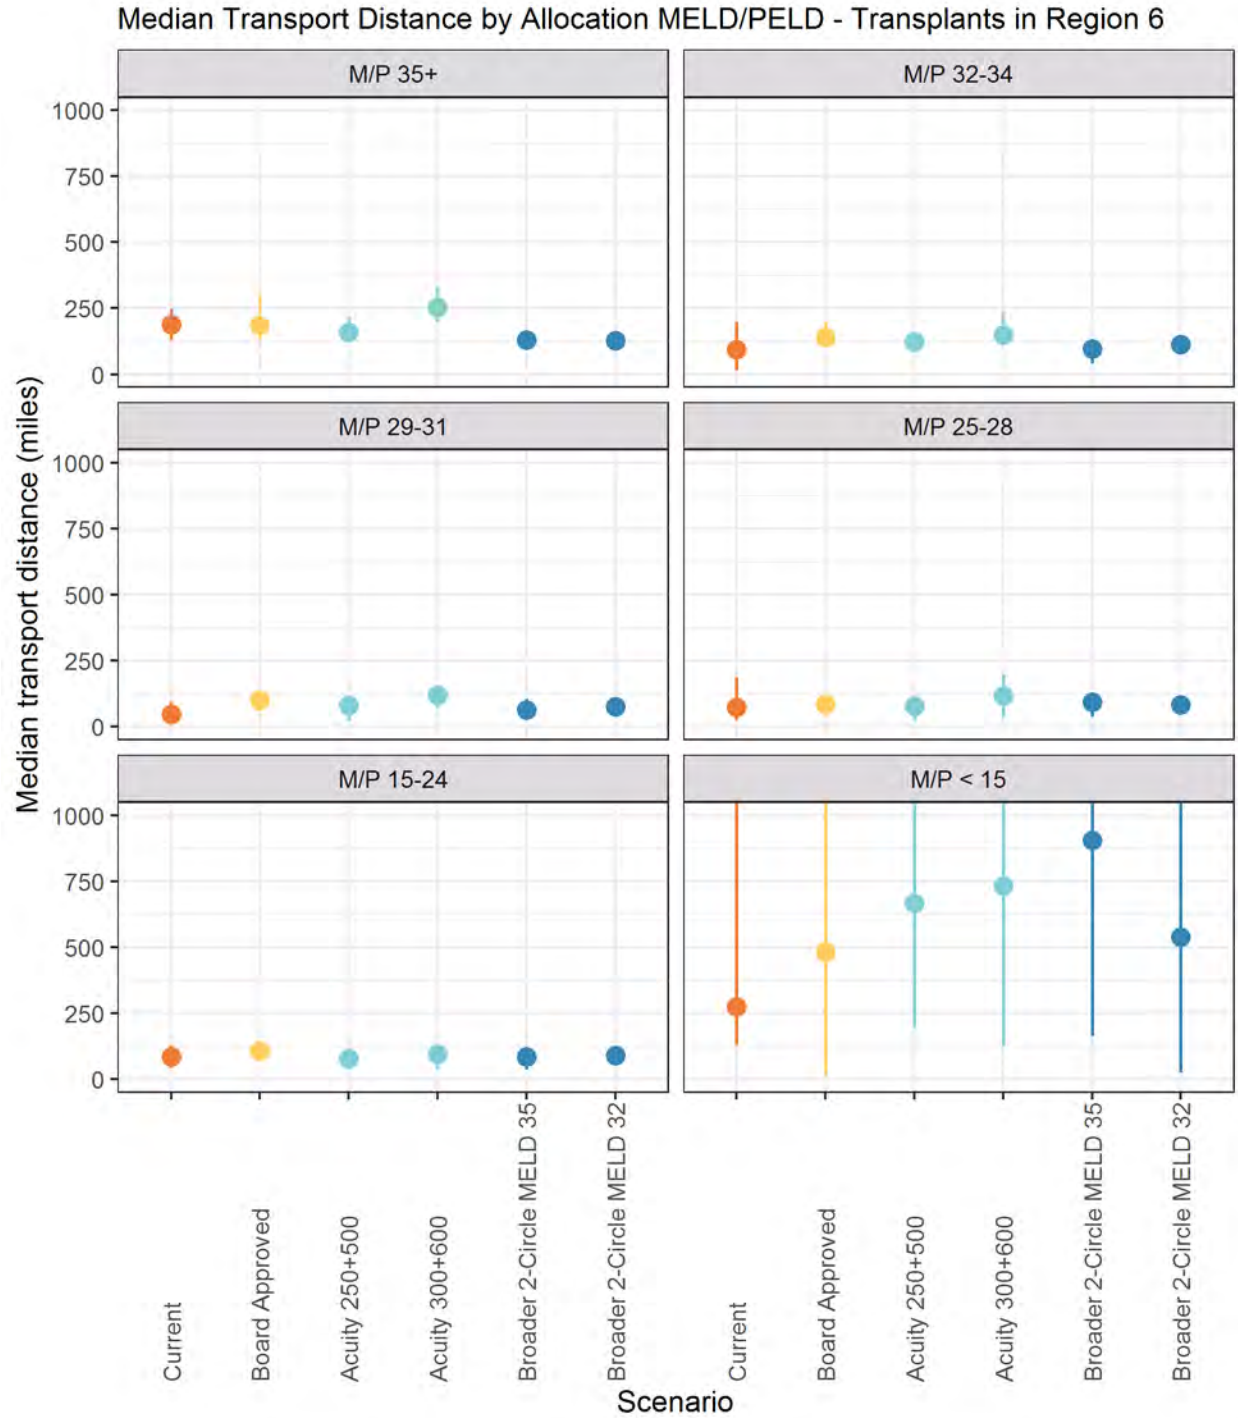 Median Transport Distance by Allocation MELD/PELD - Transplants in Region 6
M/P 35+
M/P 32-34
1000
750
500
250
0
M/P 29-31
M/P 25-28
1000
750
500
250
0
M/P 15-24
M/P < 15
1000
750
500
250
0
Median transport distance (miles)
Current
Board Approved
Acuity 250+500
Acuity 300+600
Broader 2-Circle MELD 35
Broader 2-Circle MELD 32
Current
Board Approved
Acuity 250+500
Acuity 300+600
Broader 2-Circle MELD 35
Broader 2-Circle MELD 32
Scenario